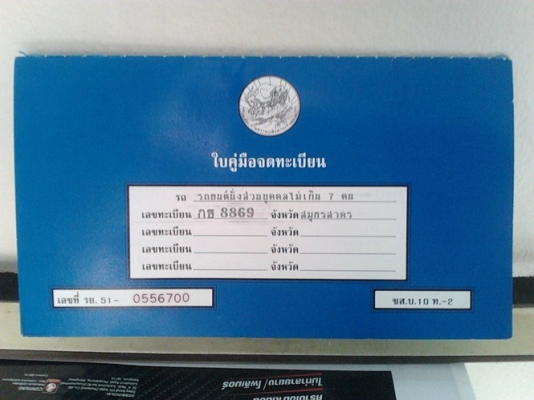 ใบคู่มือจดทะเบียน
รถ รถยนต์นั่งส่วนบุคคลไม่เกิน 7 คน
เลขทะเบียน กธ 8869 จังหวัด สมุทรสาคร
เลขทะเบียน จังหวัด
เลขทะเบียน จังหวัด
เลขทะเบียน จังหวัด
เลขที่ รย. 51- 0556700
ขส.บ.10 ท.-2